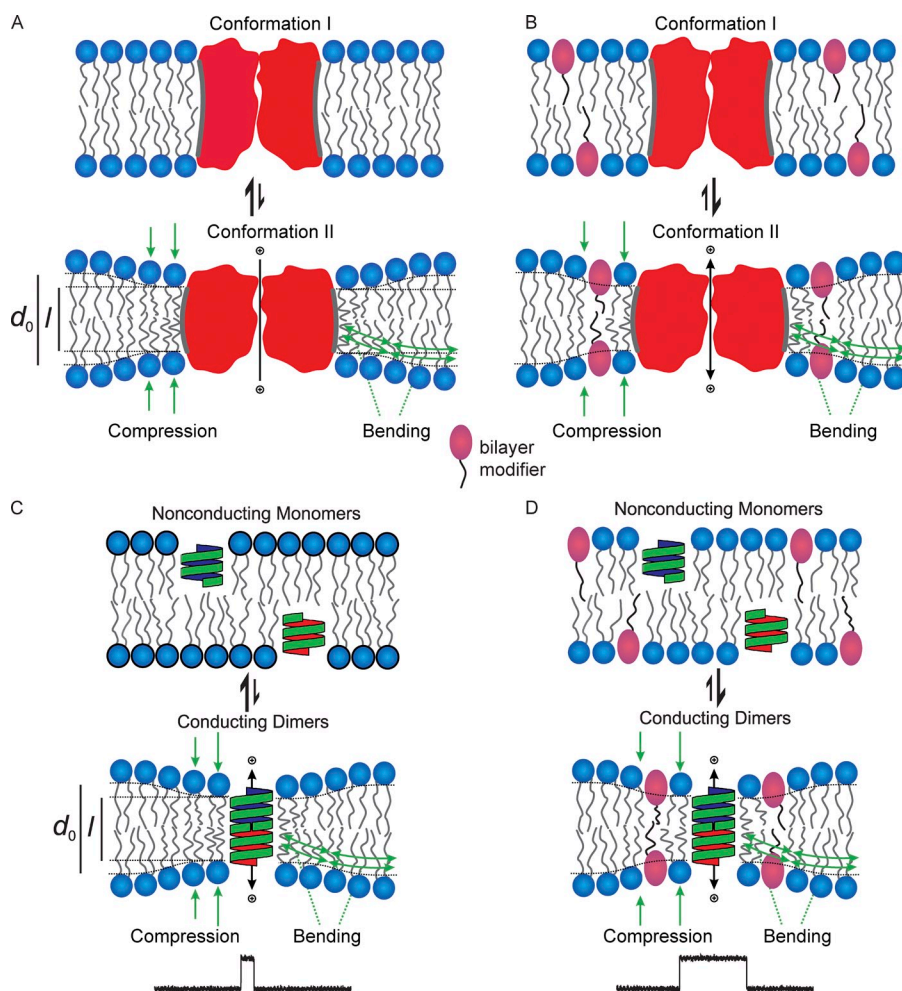 A
Conformation I
B
Conformation I
Conformation II
Conformation II
d0
l
Compression
Bending
Compression
Bending
bilayer
modifier
C
Nonconducting Monomers
D
Nonconducting Monomers
Conducting Dimers
Conducting Dimers
d0
l
Compression
Bending
Compression
Bending